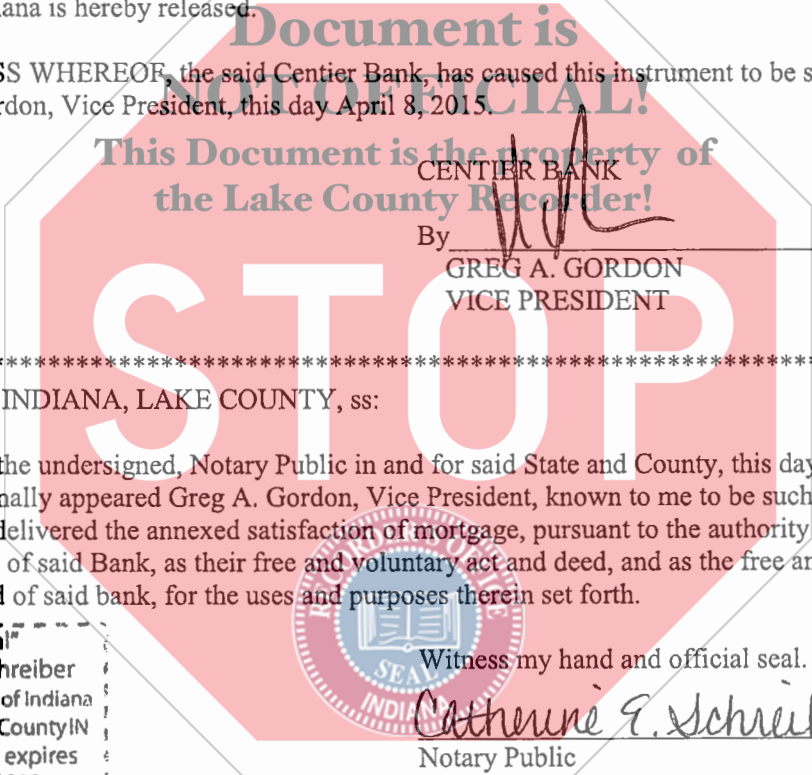 iana is hereby released.
Document is
SS WHEREOF, the said Centier Bank, has caused this instrument to be s
NOT OFFICIAL!
rdon, Vice President, this day April 8, 2015.
This Document is the property of
CENTIER BANK
the Lake County Recorder!
By
GREG A. GORDON
VICE PRESIDENT
STOP
INDIANA, LAKE COUNTY, ss:
the undersigned, Notary Public in and for said State and County, this day
nally appeared Greg A. Gordon, Vice President, known to me to be such
delivered the annexed satisfaction of mortgage, pursuant to the authority
of said Bank, as their free and voluntary act and deed, and as the free an
d of said bank, for the uses and purposes therein set forth.
RECORDER'S OFFICE
SEAL
INDIANA
hreiber
of Indiana
County IN
expires
Witness my hand and official seal.
Catherine E. Schreib
Notary Public